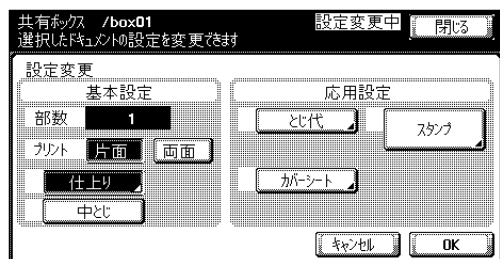 共有ボックス /box01 設定変更中 閉じる
選択したドキュメントの設定を変更できます
設定変更
基本設定 応用設定
部数 1 とじ代 スタンプ
プリント 片面 両面
仕上り カバーシート
中とじ
キャンセル OK